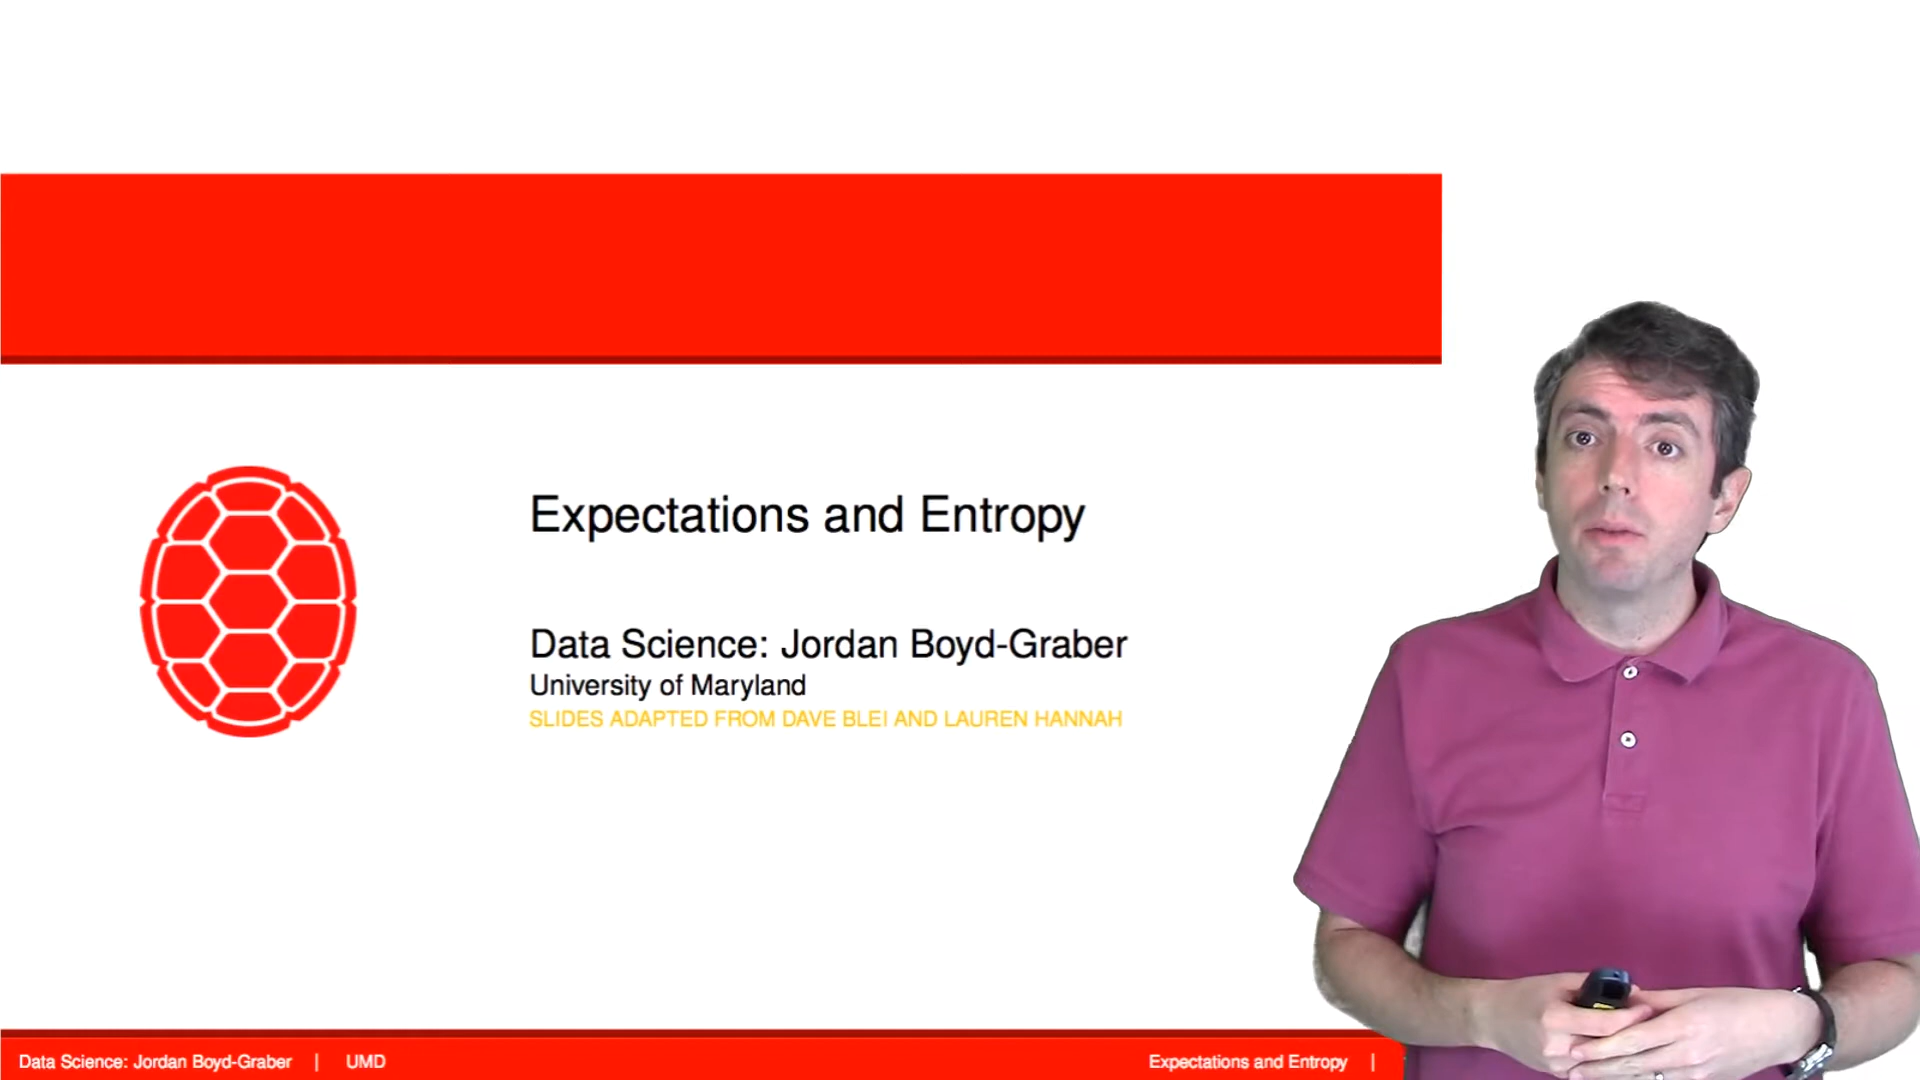 Expectations and Entropy
Data Science: Jordan Boyd-Graber
University of Maryland
SLIDES ADAPTED FROM DAVE BLEI AND LAUREN HANNAH
Data Science: Jordan Boyd-Graber | UMD
Expectations and Entropy |